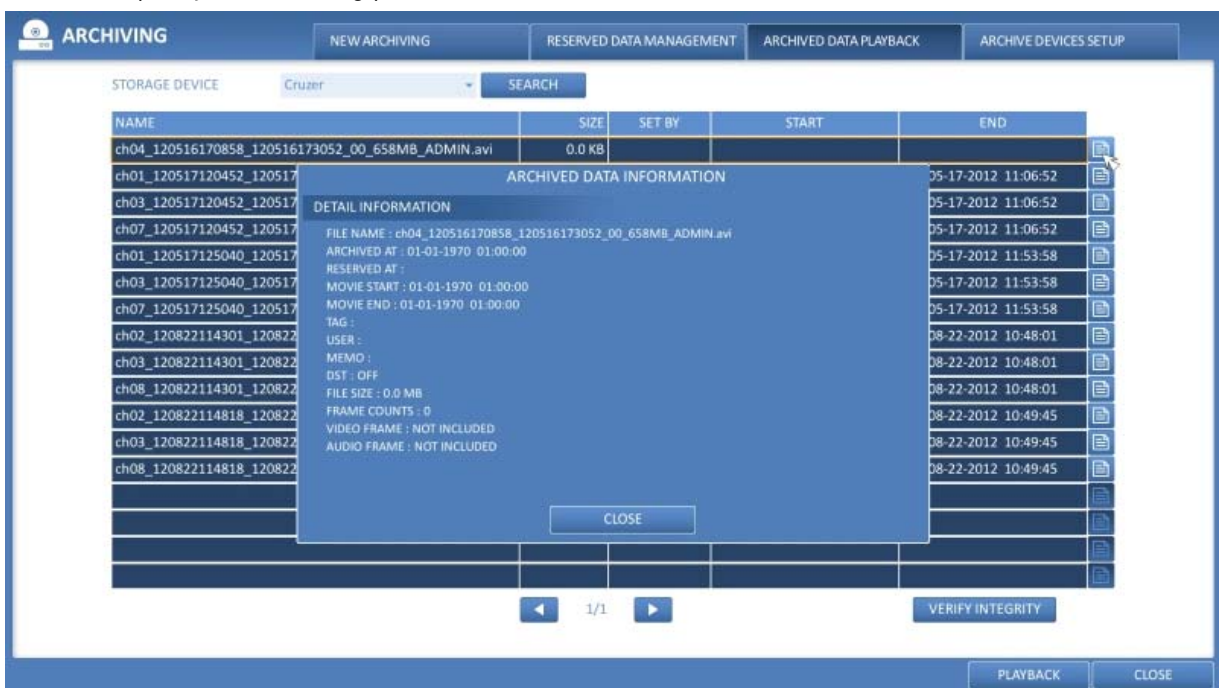 ARCHIVING
NEW ARCHIVING
RESERVED DATA MANAGEMENT
ARCHIVED DATA PLAYBACK
ARCHIVE DEVICES SETUP
STORAGE DEVICE Cruzer SEARCH
NAME SIZE SET BY START END
ch04_120516170858_120516173052_00_658MB_ADMIN.avi 0.0 KB
ch01_120517120452_120517 05-17-2012 11:06:52
ch03_120517120452_120517 05-17-2012 11:06:52
ch07_120517120452_120517 05-17-2012 11:06:52
ch01_120517125040_120517 05-17-2012 11:53:58
ch03_120517125040_120517 05-17-2012 11:53:58
ch07_120517125040_120517 05-17-2012 11:53:58
ch02_120822114301_120822 08-22-2012 10:48:01
ch03_120822114301_120822 08-22-2012 10:48:01
ch08_120822114301_120822 08-22-2012 10:48:01
ch02_120822114818_120822 08-22-2012 10:49:45
ch03_120822114818_120822 08-22-2012 10:49:45
ch08_120822114818_120822 08-22-2012 10:49:45
ARCHIVED DATA INFORMATION
DETAIL INFORMATION
FILE NAME : ch04_120516170858_120516173052_00_658MB_ADMIN.avi
ARCHIVED AT : 01-01-1970 01:00:00
RESERVED AT :
MOVIE START : 01-01-1970 01:00:00
MOVIE END : 01-01-1970 01:00:00
TAG :
USER :
MEMO :
DST : OFF
FILE SIZE : 0.0 MB
FRAME COUNTS : 0
VIDEO FRAME : NOT INCLUDED
AUDIO FRAME : NOT INCLUDED
CLOSE
1/1
VERIFY INTEGRITY
PLAYBACK CLOSE